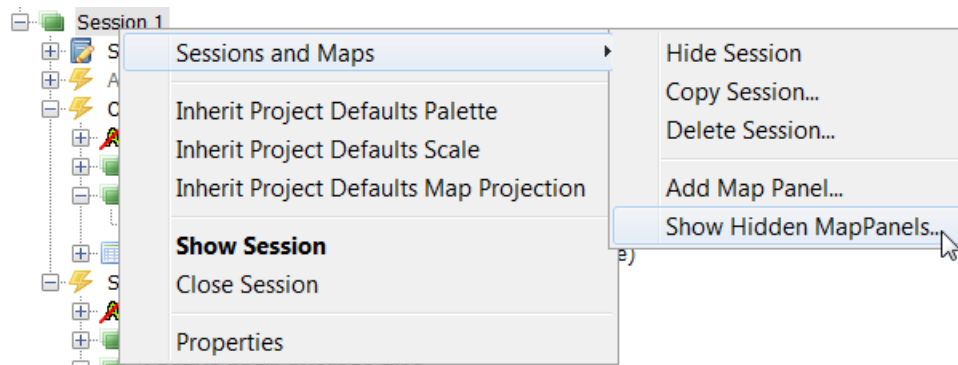 Session 1
Sessions and Maps
Inherit Project Defaults Palette
Inherit Project Defaults Scale
Inherit Project Defaults Map Projection
Show Session
Close Session
Properties
Hide Session
Copy Session...
Delete Session...
Add Map Panel...
Show Hidden MapPanels...